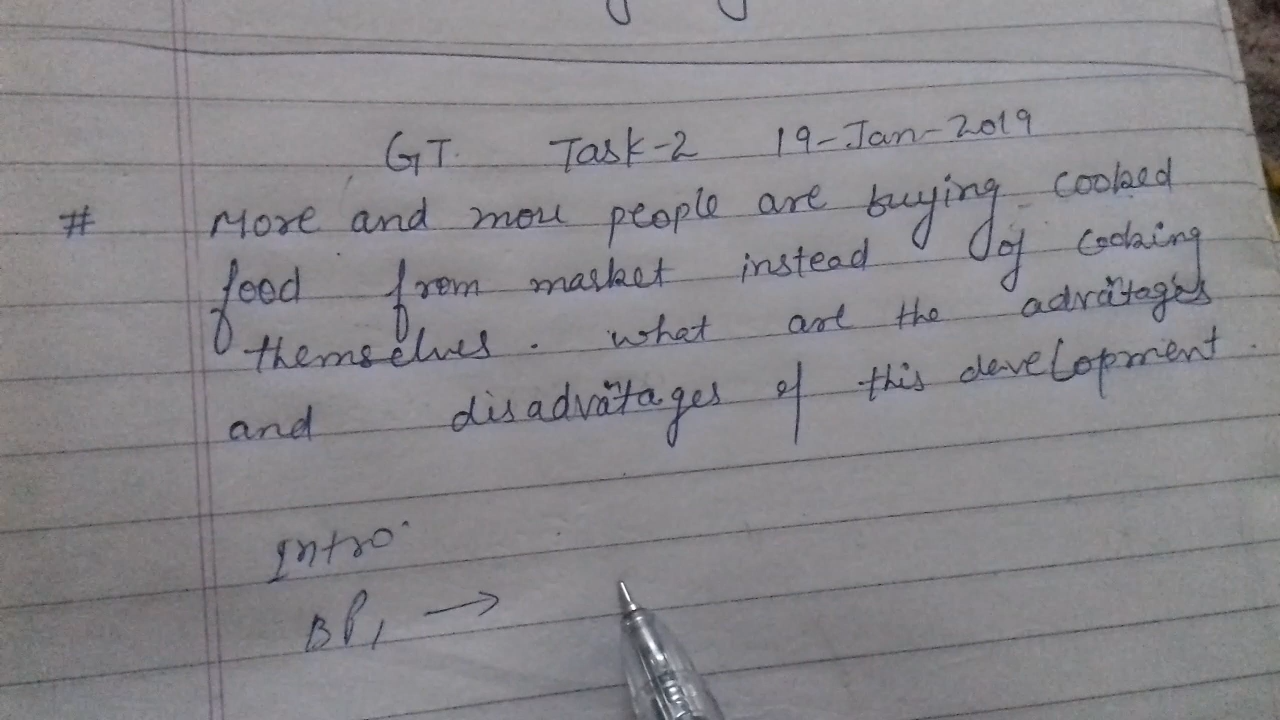 GT. Task-2 19-Jan-2019
# More and more people are buying cooked
food from market instead of cooking
themselves. what are the advatages
and disadvatages of this development.
Intro
BP1 →